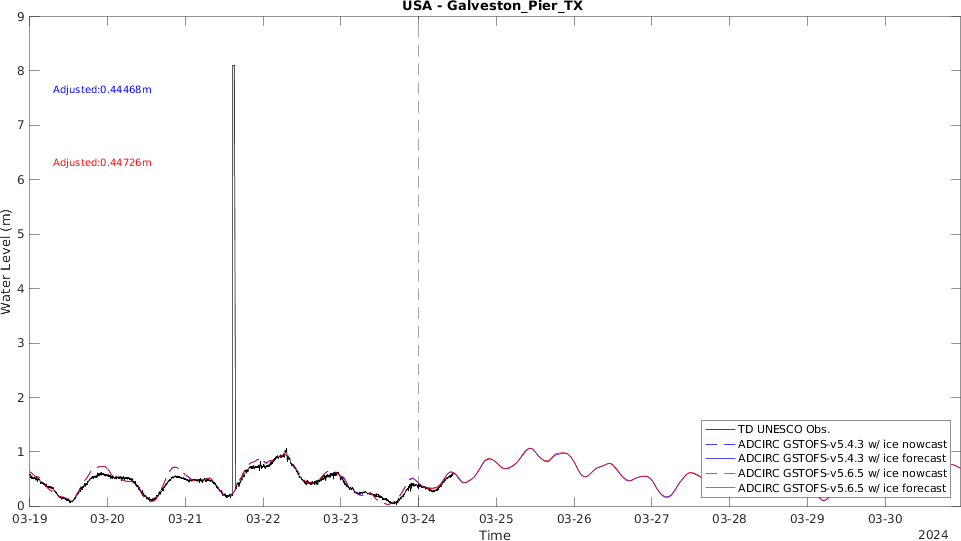 USA - Galveston_Pier_TX
9
8
7
6
5
4
3
2
1
0
Water Level (m)
Adjusted:0.44468m
Adjusted:0.44726m
TD UNESCO Obs.
ADCIRC GSTOFS-v5.4.3 w/ ice nowcast
ADCIRC GSTOFS-v5.4.3 w/ ice forecast
ADCIRC GSTOFS-v5.6.5 w/ ice nowcast
ADCIRC GSTOFS-v5.6.5 w/ ice forecast
03-19 03-20 03-21 03-22 03-23 03-24 03-25 03-26 03-27 03-28 03-29 03-30
Time
2024